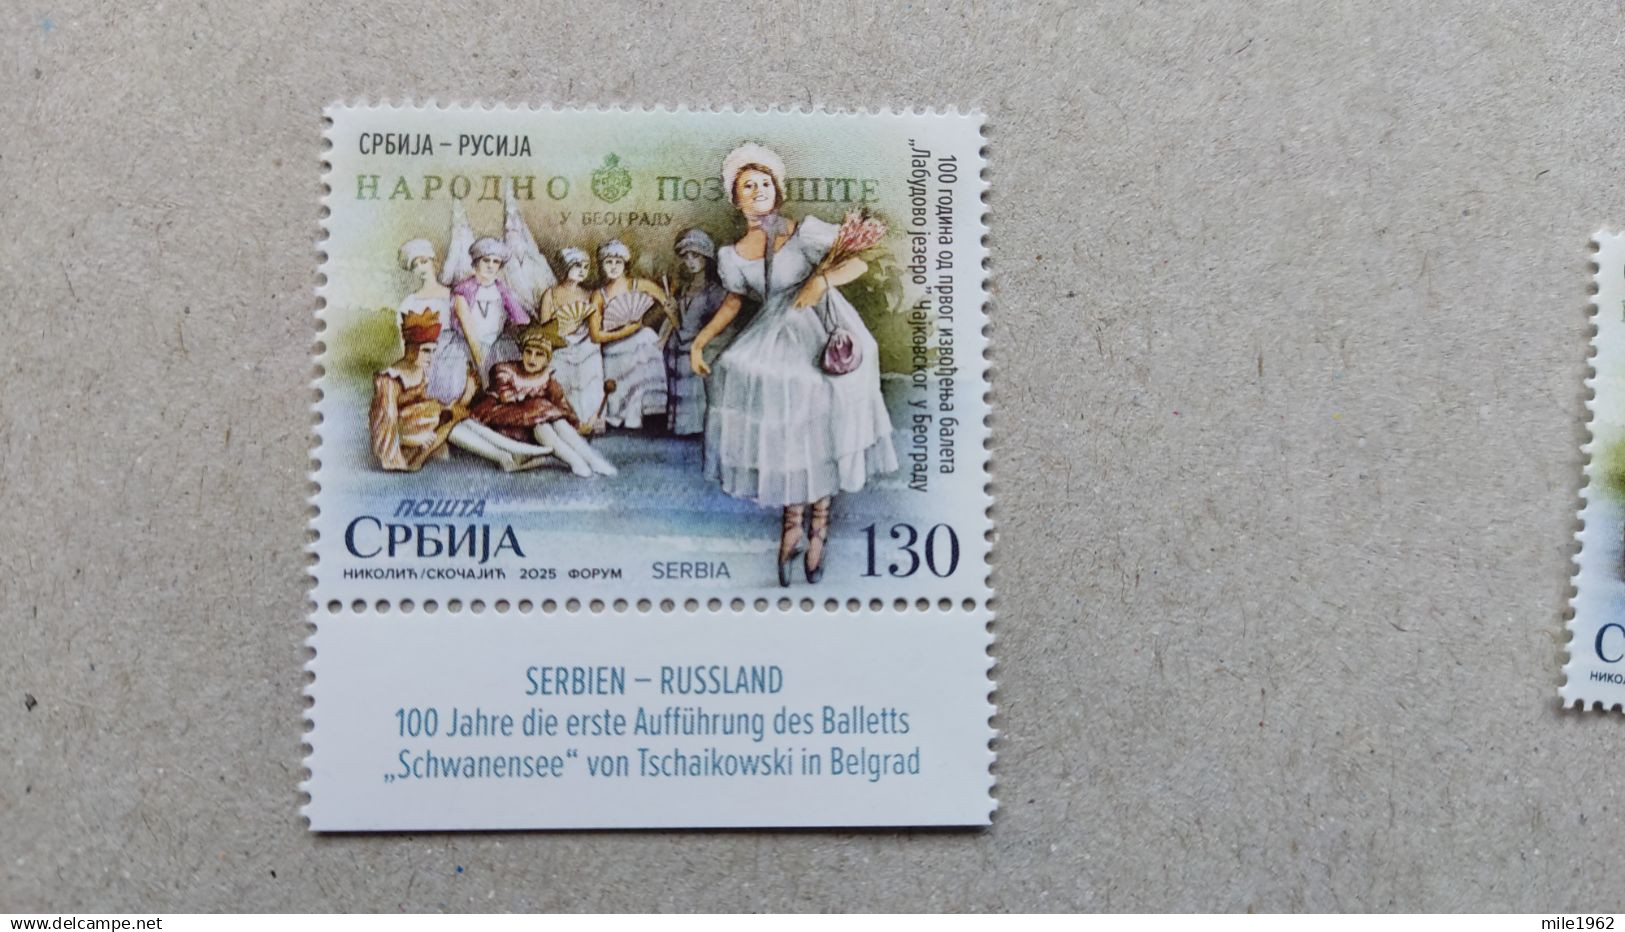 СРБИЈА – РУСИЈА
НАРОДНО
У БЕОГРАДУ
100 година од првог извођења балета
„Лабудово језеро” Чајковског у Београду
ПОШТА
СРБИЈА
130
НИКОЛИЋ/СКОЧАЈИЋ 2025 ФОРУМ
SERBIA
SERBIEN – RUSSLAND
100 Jahre die erste Aufführung des Balletts
„Schwanensee“ von Tschaikowski in Belgrad
delcampe.net
mile1962